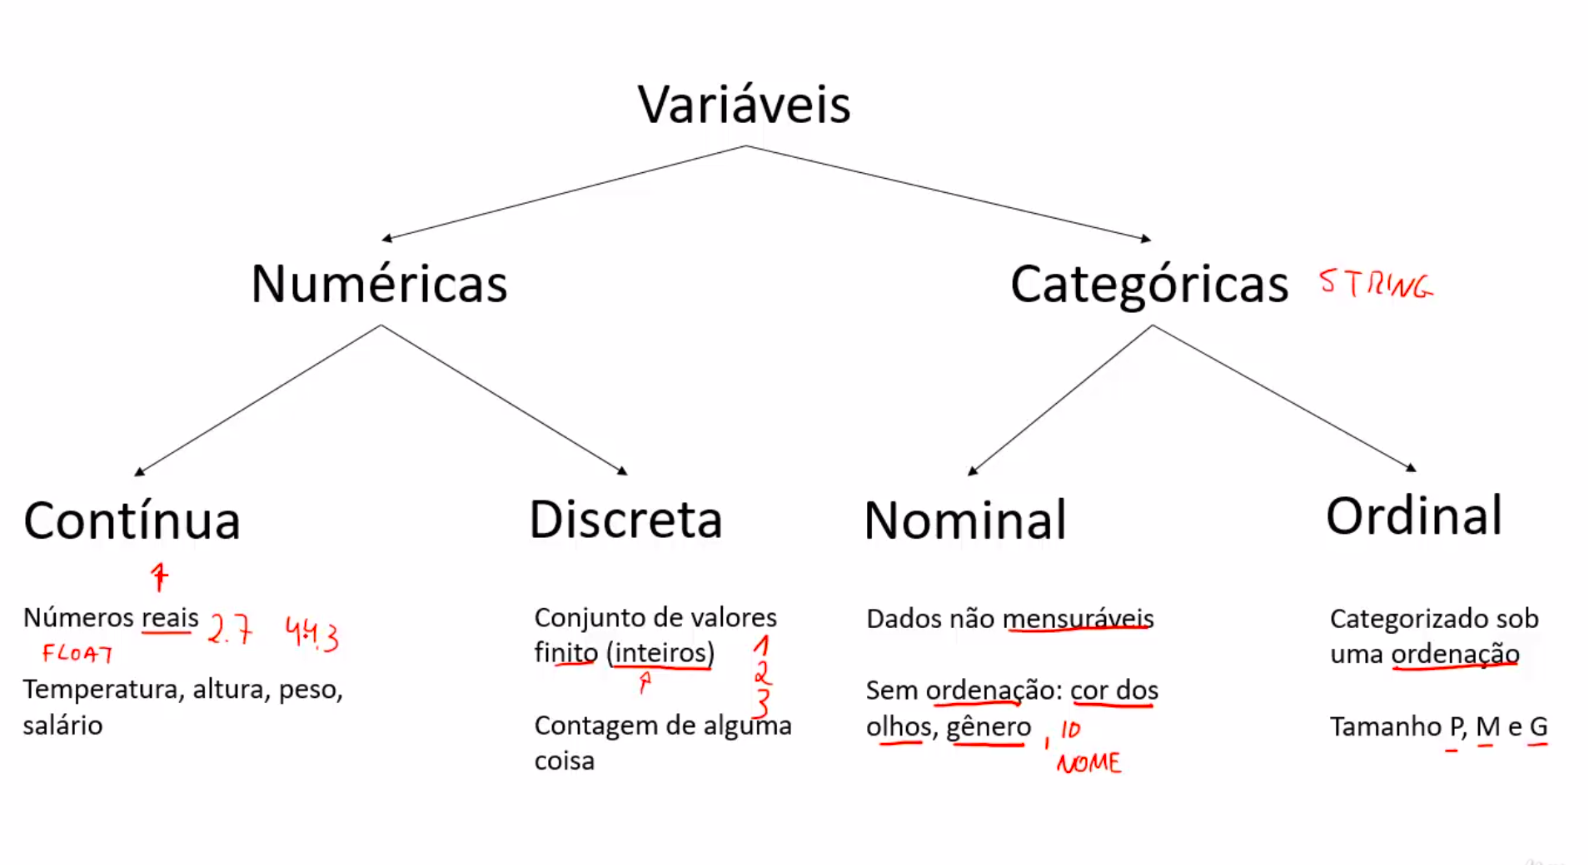 Variáveis
Numéricas
Categóricas STRING
Contínua
Números reais 2.7 44.3
FLOAT
Temperatura, altura, peso,
salário
Discreta
Conjunto de valores
finito (inteiros)
1
2
3
Contagem de alguma
coisa
Nominal
Dados não mensuráveis
Sem ordenação: cor dos
olhos, gênero, ID
NOME
Ordinal
Categorizado sob
uma ordenação
Tamanho P, M e G